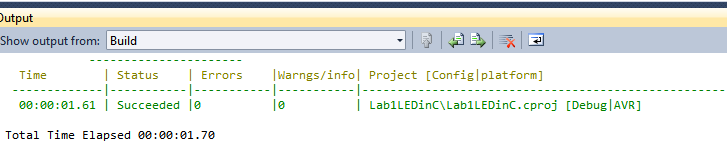 Output
Show output from: Build
----------------------
Time | Status | Errors |Warngs/info| Project [Config|platform]
-------------|-----------|-----------|-----------|---------------------------------------------------
00:00:01.61 | Succeeded |0 |0 | Lab1LEDinC\Lab1LEDinC.cproj [Debug|AVR]
Total Time Elapsed 00:00:01.70